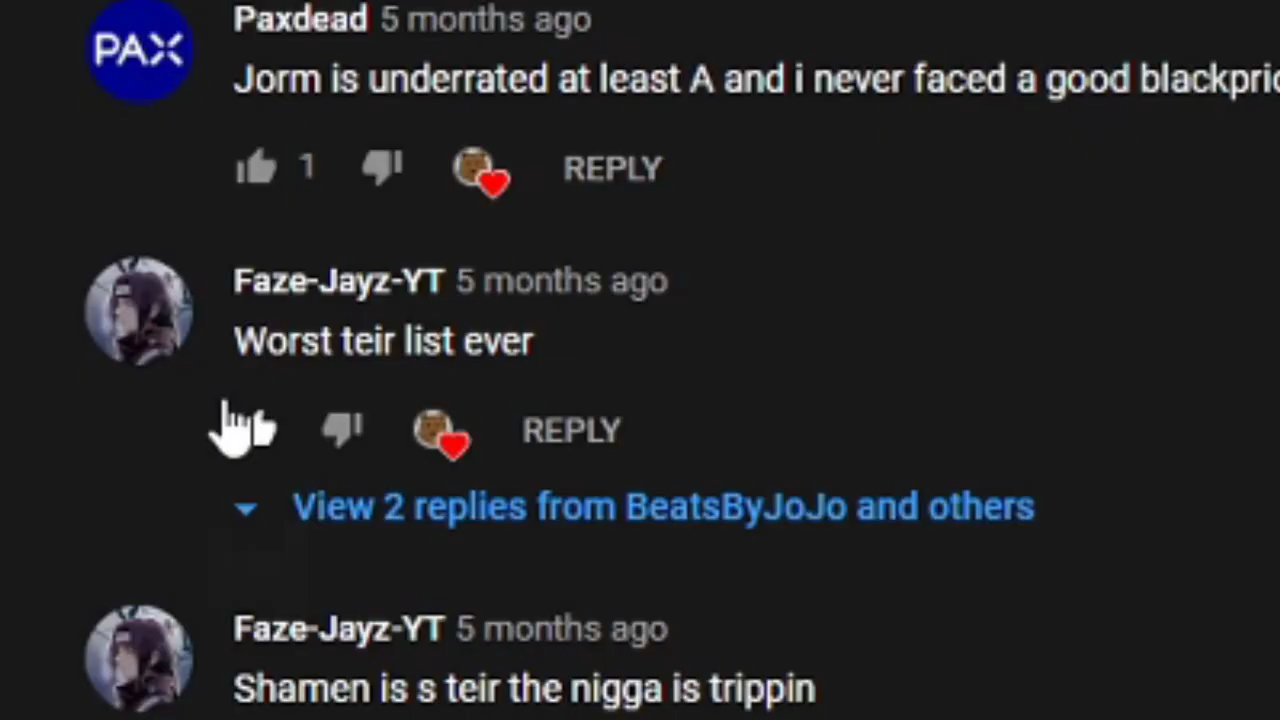 PAX
Paxdead 5 months ago
Jorm is underrated at least A and i never faced a good
1 REPLY
Faze-Jayz-YT 5 months ago
Worst teir list ever
REPLY
View 2 replies from BeatsByJoJo and others
Faze-Jayz-YT 5 months ago
Shamen is s teir the nigga is trippin